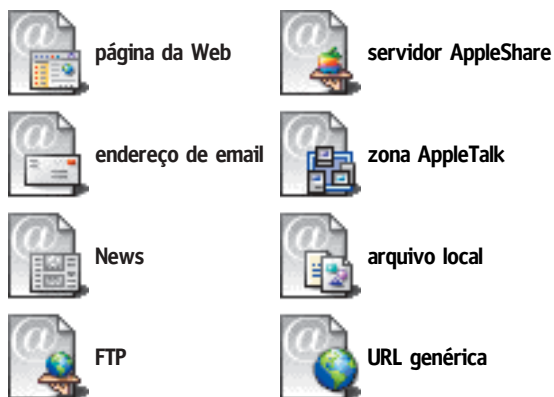 página da Web
servidor AppleShare
endereço de email
zona AppleTalk
News
arquivo local
FTP
URL genérica